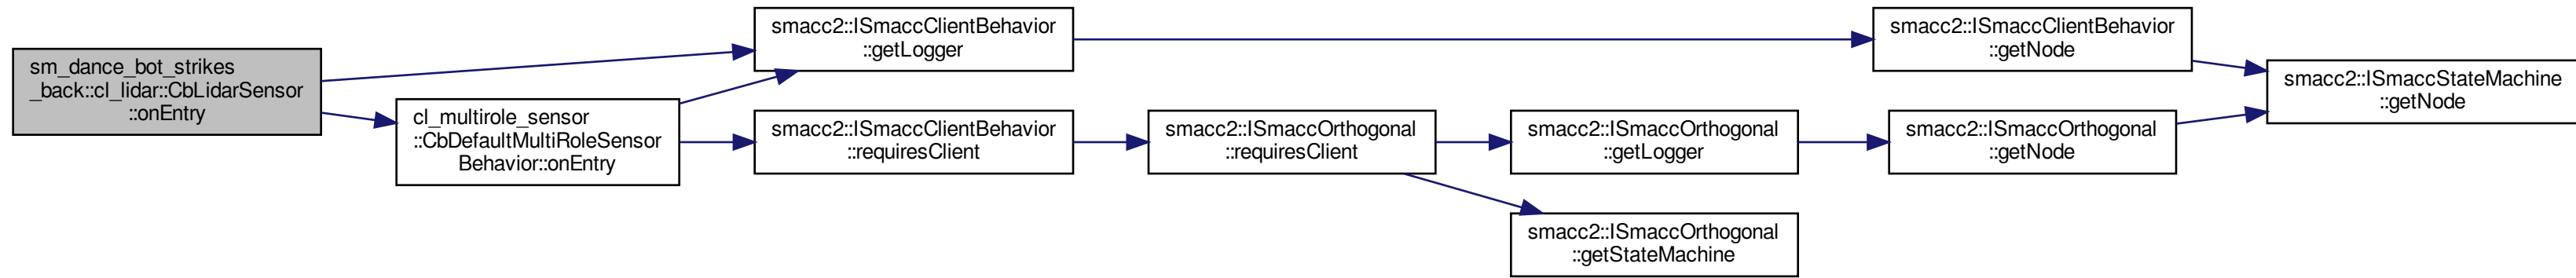 sm_dance_bot_strikes
_back::cl_lidar::CbLidarSensor
::onEntry
cl_multirole_sensor
::CbDefaultMultiRoleSensor
Behavior::onEntry
smacc2::ISmaccClientBehavior
::getLogger
smacc2::ISmaccClientBehavior
::requiresClient
smacc2::ISmaccOrthogonal
::requiresClient
smacc2::ISmaccOrthogonal
::getLogger
smacc2::ISmaccOrthogonal
::getStateMachine
smacc2::ISmaccClientBehavior
::getNode
smacc2::ISmaccOrthogonal
::getNode
smacc2::ISmaccStateMachine
::getNode